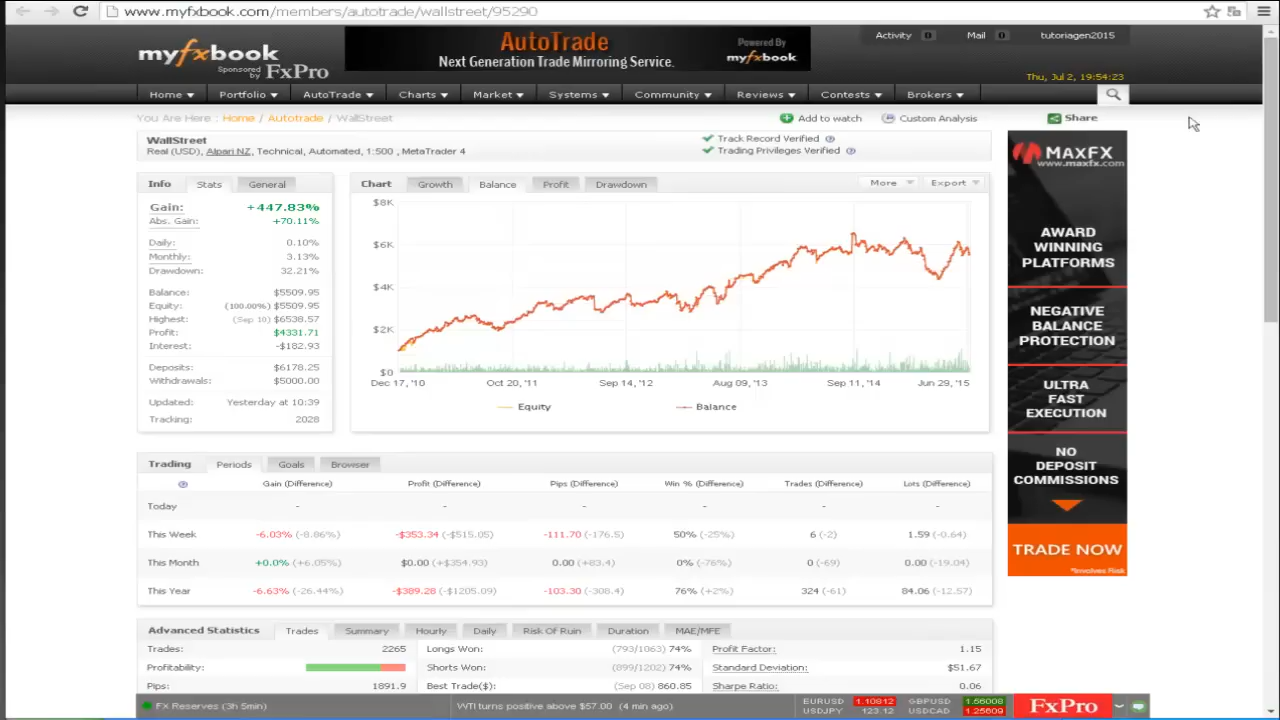 www.myfxbook.com/members/autotrade/wallstreet/95290
myfxbook
Sponsored by FxPro
AutoTrade
Next Generation Trade Mirroring Service.
Powered By
myfxbook
Activity 0 Mail 0 tutoriagen2015
Thu, Jul 2, 19:54:23
Home Portfolio AutoTrade Charts Market Systems Community Reviews Contests Brokers
You Are Here : Home / Autotrade / WallStreet
Add to watch Custom Analysis Share
WallStreet
Real (USD), Alpari NZ, Technical, Automated, 1:500 , MetaTrader 4
Track Record Verified
Trading Privileges Verified
Info Stats General
Gain: +447.83%
Abs. Gain: +70.11%
Daily: 0.10%
Monthly: 3.13%
Drawdown: 32.21%
Balance: $5509.95
Equity: (100.00%) $5509.95
Highest: (Sep 10) $6538.57
Profit: $4331.71
Interest: -$182.93
Deposits: $6178.25
Withdrawals: $5000.00
Updated: Yesterday at 10:39
Tracking: 2028
Chart Growth Balance Profit Drawdown More Export
$8K
$6K
$4K
$2K
$0
Dec 17, '10 Oct 20, '11 Sep 14, '12 Aug 09, '13 Sep 11, '14 Jun 29, '15
Equity Balance
MAXFX
www.maxfx.com
AWARD
WINNING
PLATFORMS
NEGATIVE
BALANCE
PROTECTION
ULTRA
FAST
EXECUTION
NO
DEPOSIT
COMMISSIONS
TRADE NOW
*Involves Risk
Trading Periods Goals Browser
Gain (Difference) Profit (Difference) Pips (Difference) Win % (Difference) Trades (Difference) Lots (Difference)
Today - - - - - -
This Week -6.03% (-8.86%) -$353.34 (-$515.05) -111.70 (-176.5) 50% (-25%) 6 (-2) 1.59 (-0.64)
This Month +0.0% (+6.05%) $0.00 (+$354.93) 0.00 (+83.4) 0% (-76%) 0 (-69) 0.00 (-19.04)
This Year -6.63% (-26.44%) -$389.28 (-$1205.09) -103.30 (-308.4) 76% (+2%) 324 (-61) 84.06 (-12.57)
Advanced Statistics Trades Summary Hourly Daily Risk Of Ruin Duration MAE/MFE
Trades: 2265 Longs Won: (793/1063) 74% Profit Factor: 1.15
Profitability: Shorts Won: (899/1202) 74% Standard Deviation: $51.67
Pips: 1891.9 Best Trade($): (Sep 08) 860.85 Sharpe Ratio: 0.06
FX Reserves (3h 5min) WTI turns positive above $57.00 (4 min ago)
EURUSD 1.10812 GBPUSD 1.56008
USDJPY 123.12 USDCAD 1.25609
FxPro